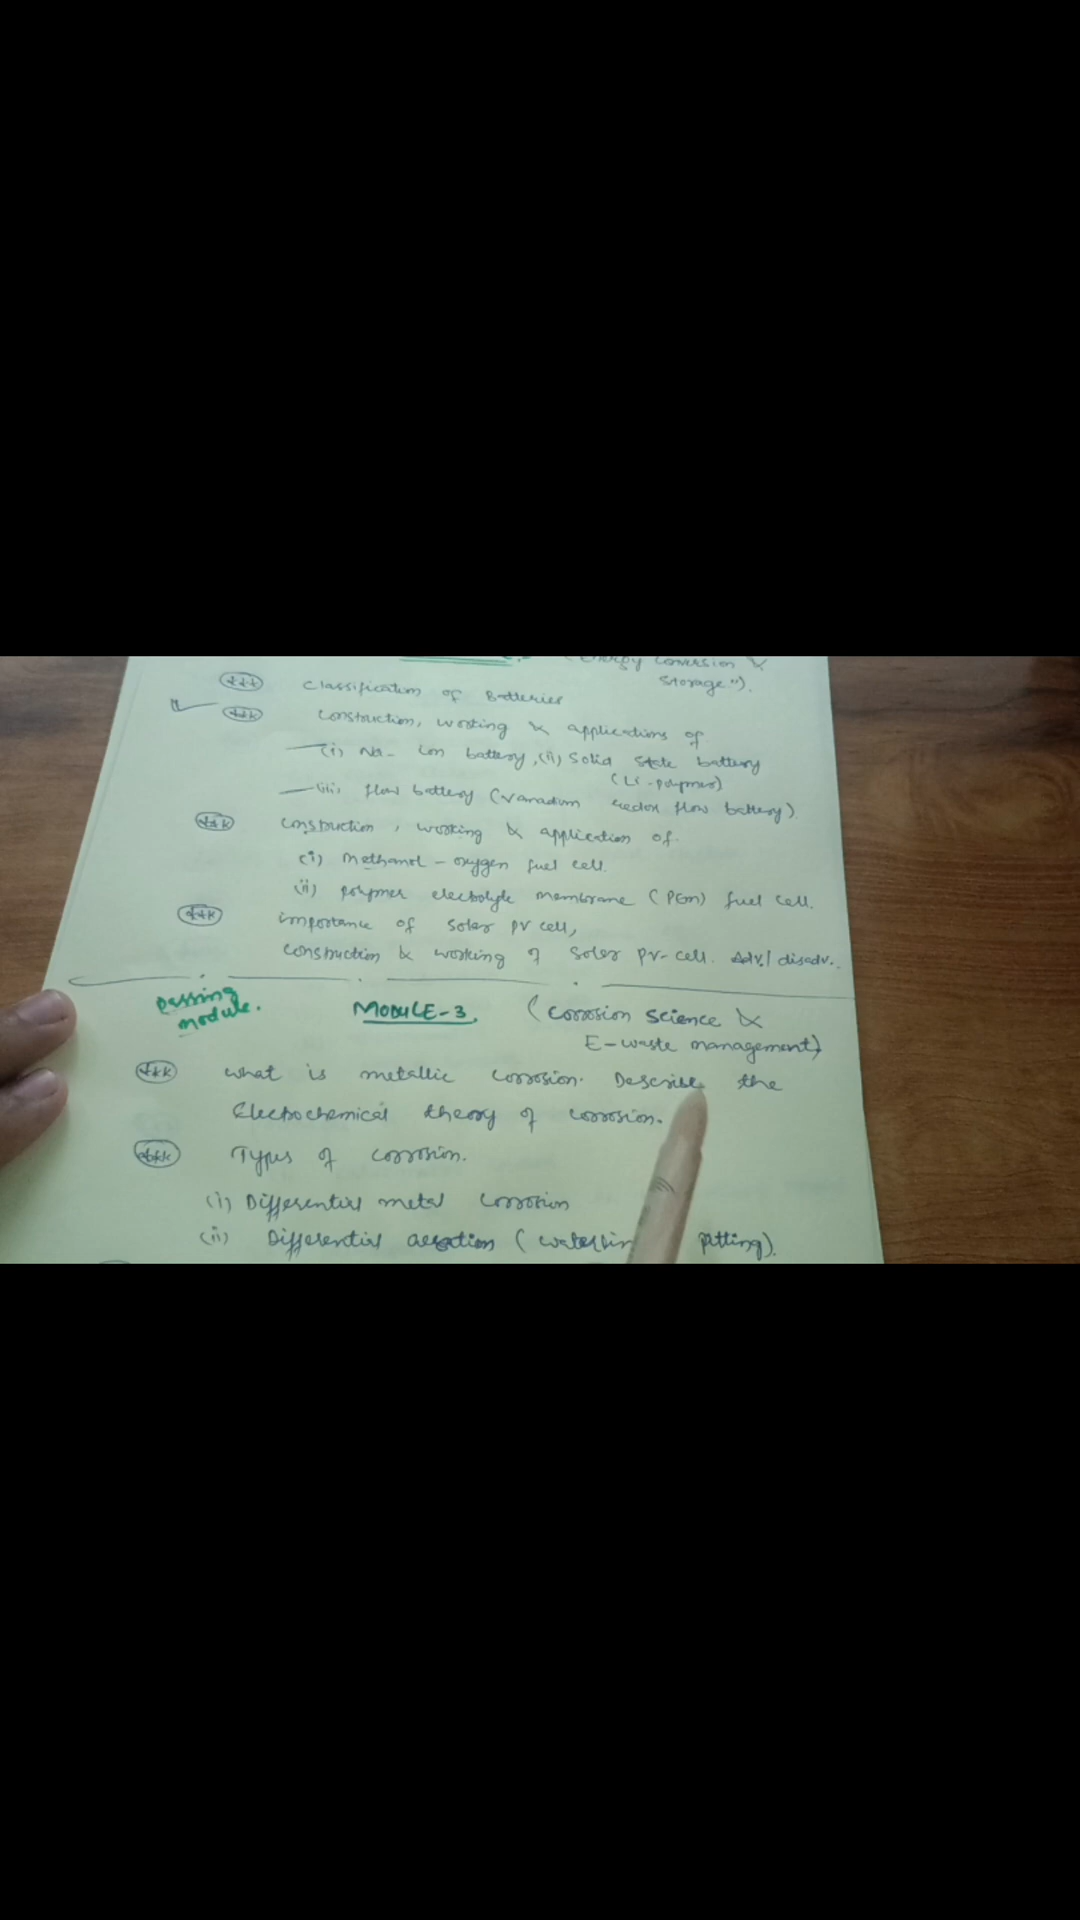 (Energy Conversion &
Storage").
*** Classification of Batteries
*** Construction, working & applications of
(i) Na-ion battery, (ii) Solid State battery
(Li-polymer)
(iii) flow battery (Vanadium redox flow battery).
*** Construction, working & application of.
(i) Methanol - oxygen fuel cell.
(ii) polymer electrolyte membrane (PEM) fuel cell.
*** importance of solar PV cell,
Construction & working of Solar PV-cell. Adv./disadv..
passing
module.
MODULE-3. (Corrosion Science &
E-waste management)
*** what is metallic corrosion. Describe the
Electrochemical theory of corrosion.
*** Types of corrosion.
(i) Differential metal corrosion
(ii) Differential aeration ( pitting).